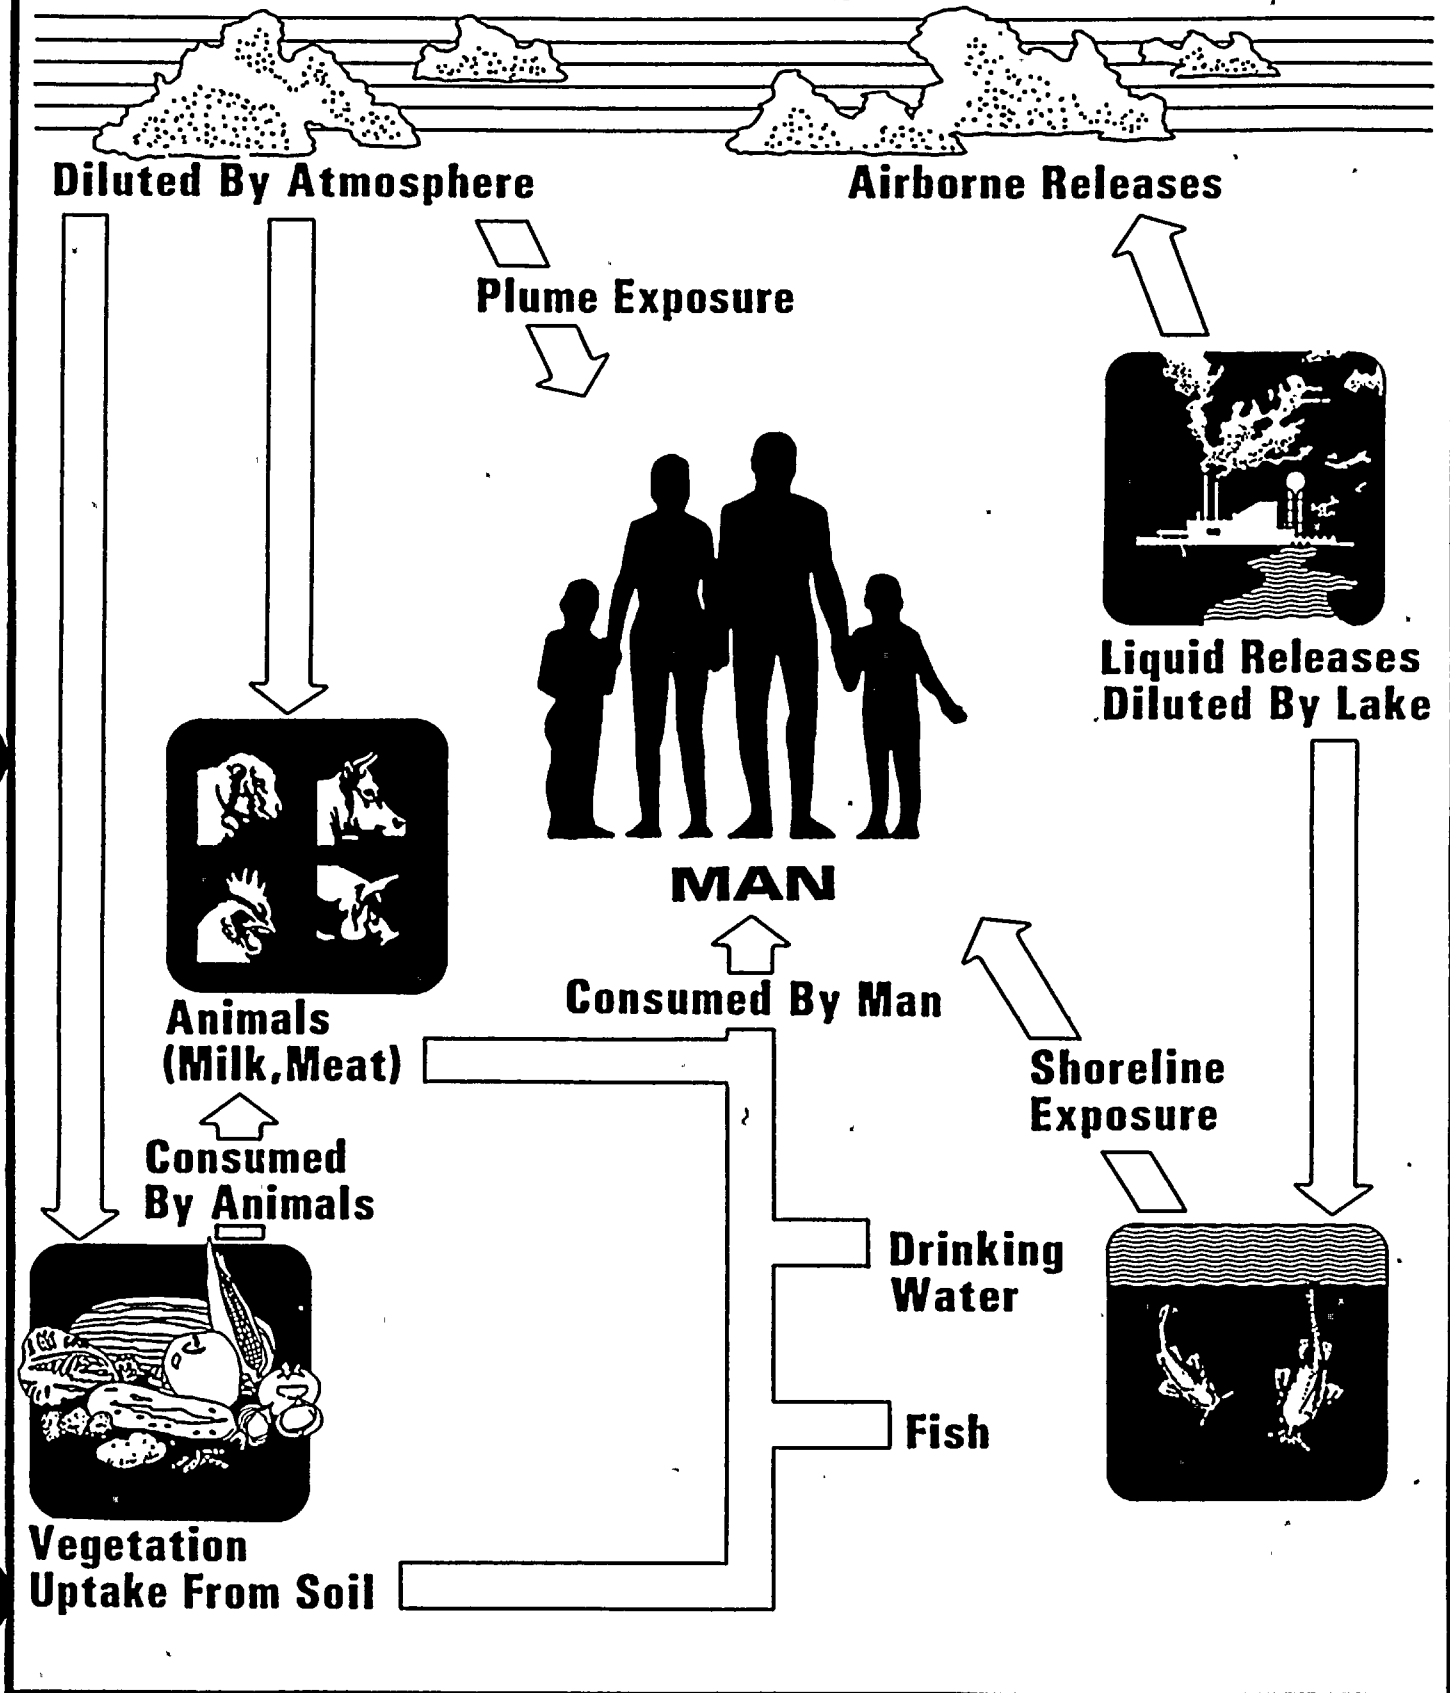 Diluted By Atmosphere
Airborne Releases
Plume Exposure
Liquid Releases
Diluted By Lake
MAN
Consumed By Man
Animals
(Milk, Meat)
Shoreline
Exposure
Consumed
By Animals
Drinking
Water
Fish
Vegetation
Uptake From Soil